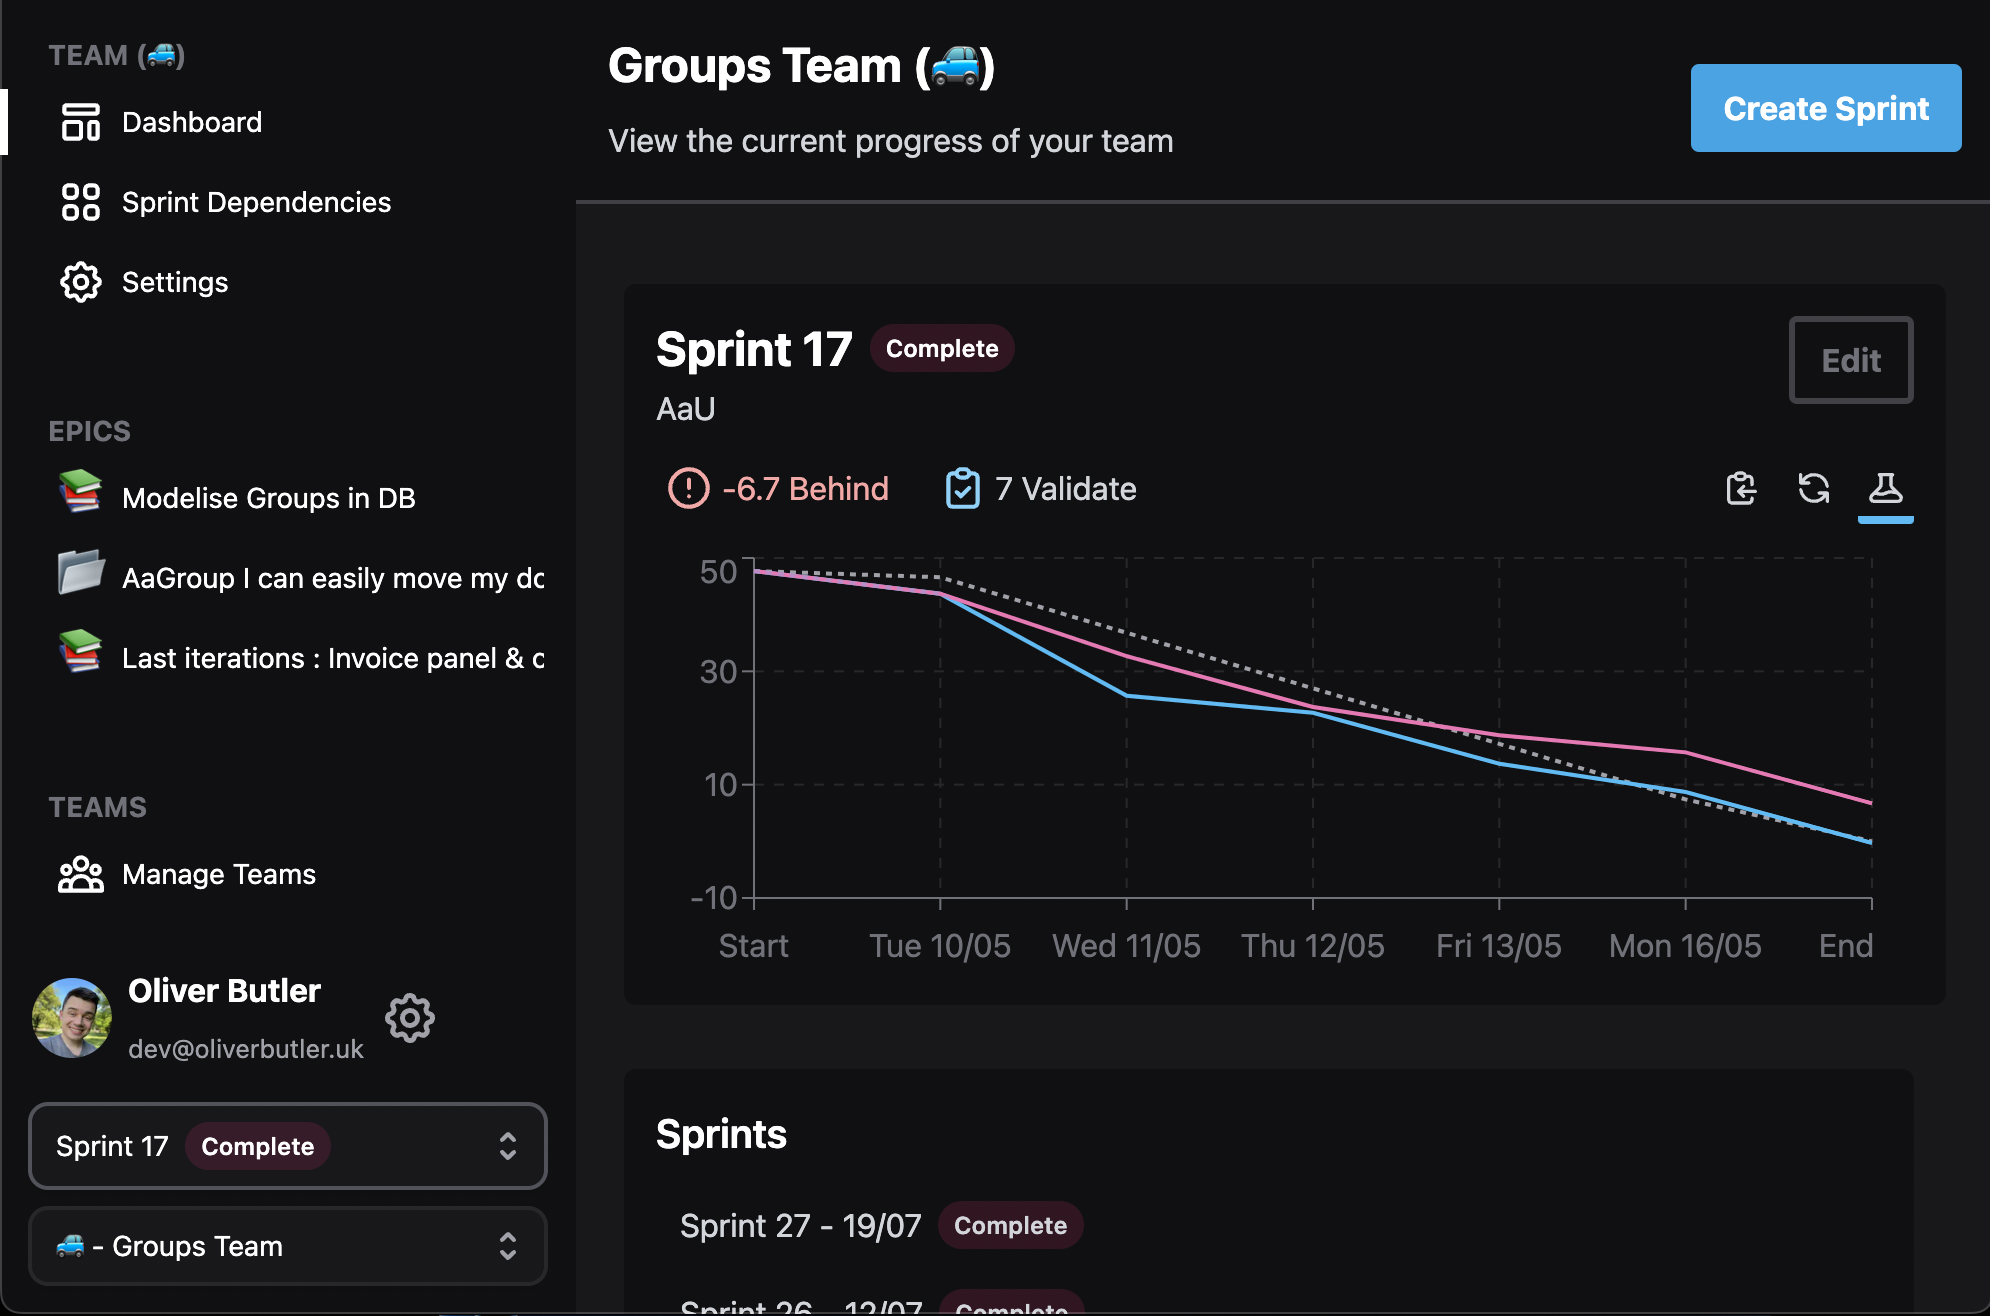 TEAM (🚙)
Dashboard
Sprint Dependencies
Settings
EPICS
Modelise Groups in DB
AaGroup I can easily move my dc
Last iterations : Invoice panel & c
TEAMS
Manage Teams
Oliver Butler
dev@oliverbutler.uk
Sprint 17 Complete
🚙 - Groups Team
Groups Team (🚙)
View the current progress of your team
Create Sprint
Sprint 17 Complete
Edit
AaU
-6.7 Behind 7 Validate
50
30
10
-10
Start Tue 10/05 Wed 11/05 Thu 12/05 Fri 13/05 Mon 16/05 End
Sprints
Sprint 27 - 19/07 Complete
Sprint 26 - 12/07 Complete